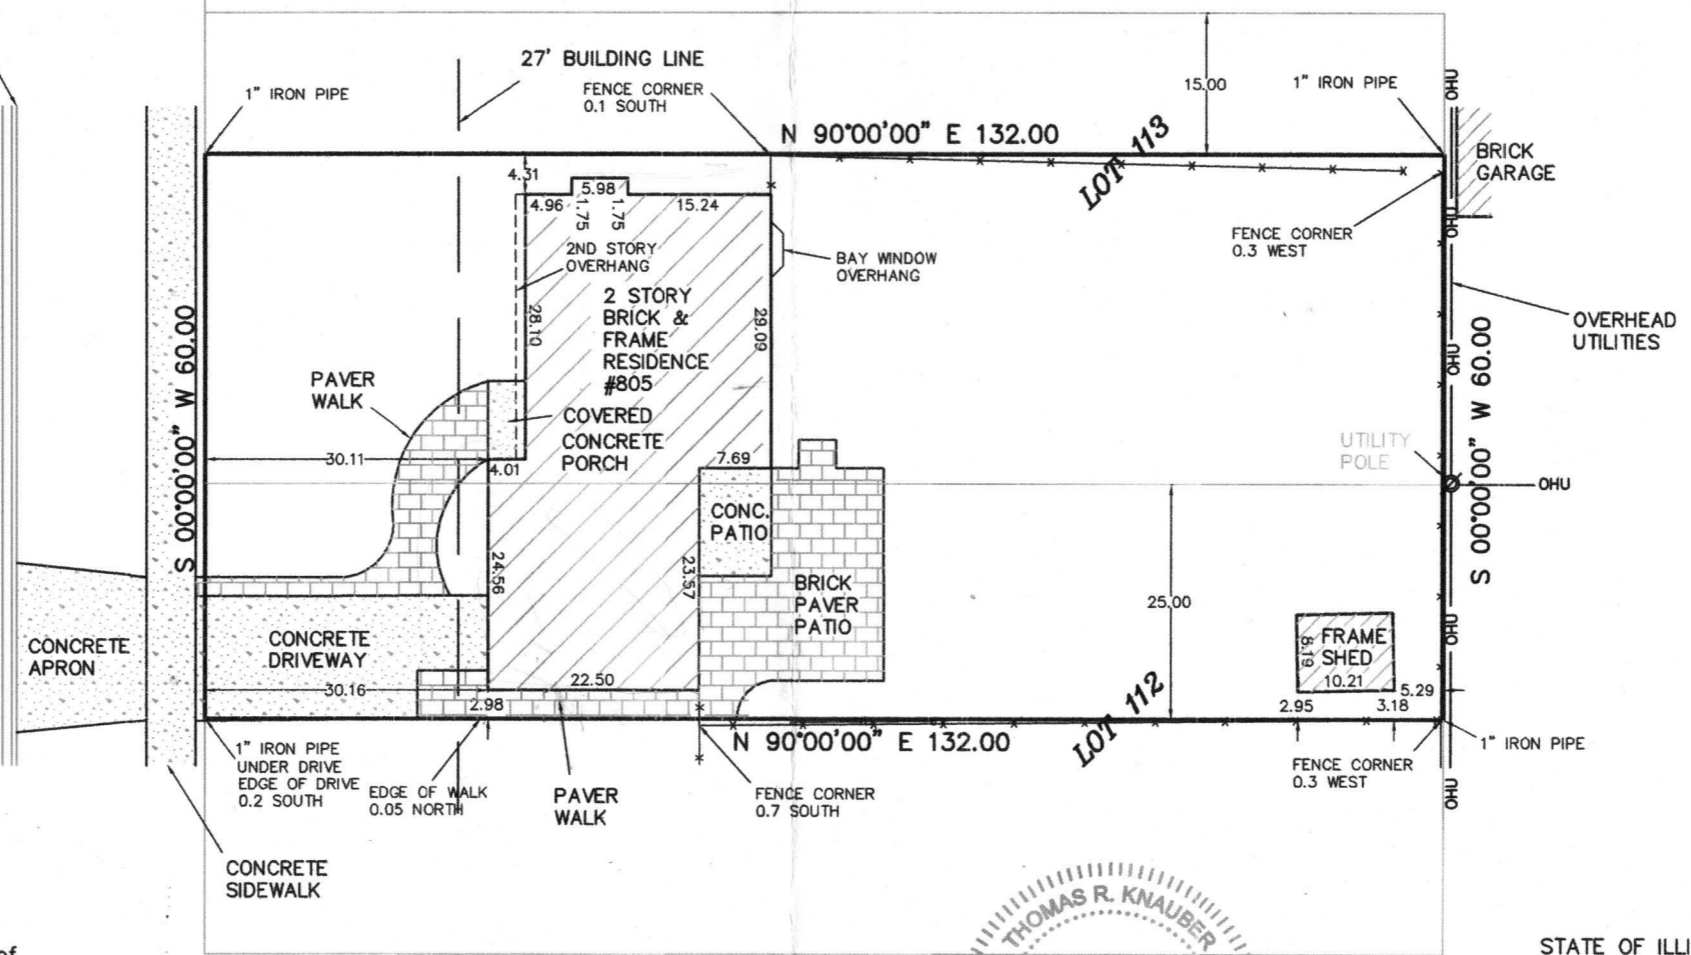 27' BUILDING LINE
1" IRON PIPE
FENCE CORNER
0.1 SOUTH
15.00
1" IRON PIPE
OHU
N 90°00'00" E 132.00
LOT 113
BRICK
GARAGE
4.31
5.98
4.96
1.75
1.75
15.24
OHU
FENCE CORNER
0.3 WEST
2ND STORY
OVERHANG
BAY WINDOW
OVERHANG
2 STORY
BRICK &
FRAME
RESIDENCE
#805
28.10
29.09
S 00°00'00" W 60.00
OVERHEAD
UTILITIES
OHU
S 00°00'00" W 60.00
PAVER
WALK
COVERED
CONCRETE
PORCH
UTILITY
POLE
30.11
4.01
7.69
OHU
CONC.
PATIO
24.56
23.57
BRICK
PAVER
PATIO
25.00
CONCRETE
APRON
CONCRETE
DRIVEWAY
FRAME
SHED
8.19
10.21
OHU
30.16
22.50
5.29
2.98
2.95
3.18
LOT 112
N 90°00'00" E 132.00
1" IRON PIPE
1" IRON PIPE
UNDER DRIVE
EDGE OF DRIVE
0.2 SOUTH
EDGE OF WALK
0.05 NORTH
PAVER
WALK
FENCE CORNER
0.7 SOUTH
FENCE CORNER
0.3 WEST
OHU
CONCRETE
SIDEWALK
THOMAS R. KNAUBER
of
STATE OF ILLI